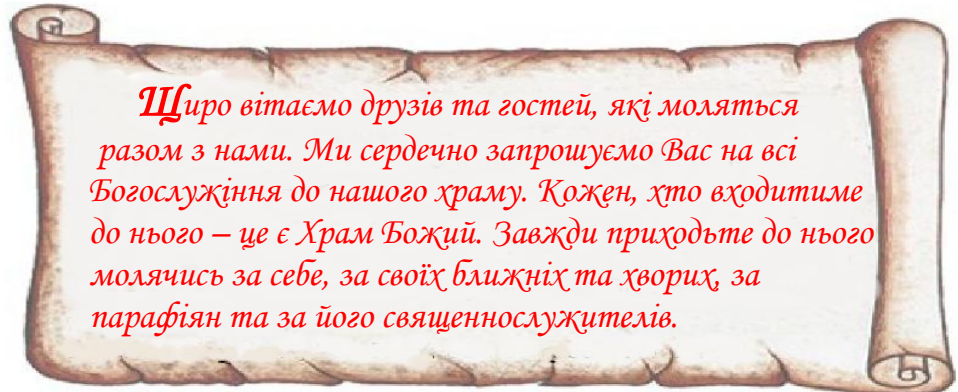 Щиро вітаємо друзів та гостей, які моляться
разом з нами. Ми сердечно запрошуємо Вас на всі
Богослужіння до нашого храму. Кожен, хто входитиме
до нього – це є Храм Божий. Завжди приходьте до нього
молячись за себе, за своїх ближніх та хворих, за
парафіян та за його священнослужителів.